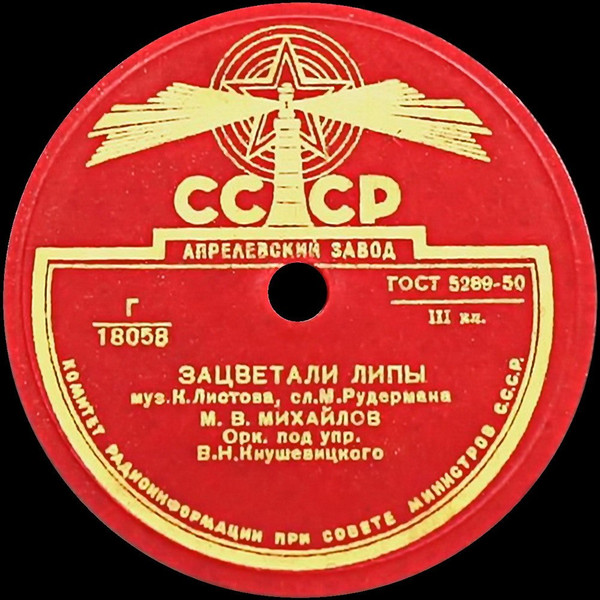 СССР
АПРЕЛЕВСКИЙ ЗАВОД
ГОСТ 5289-50
III кл.
Г
18058
ЗАЦВЕТАЛИ ЛИПЫ
муз.К.Листова, сл.М.Рудермана
М. В. МИХАЙЛОВ
Орк. под упр.
В.Н.Кнушевицкого
КОМИТЕТ РАДИОИНФОРМАЦИИ ПРИ СОВЕТЕ МИНИСТРОВ С.С.С.Р.